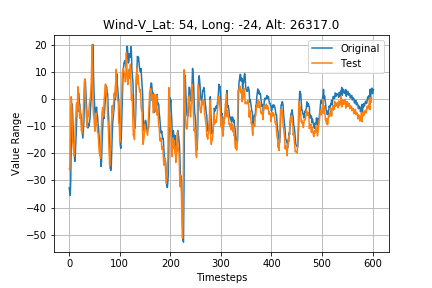 Wind-V_Lat: 54, Long: -24, Alt: 26317.0
Original
Test
Value Range
20
10
0
−10
−20
−30
−40
−50
0 100 200 300 400 500 600
Timesteps